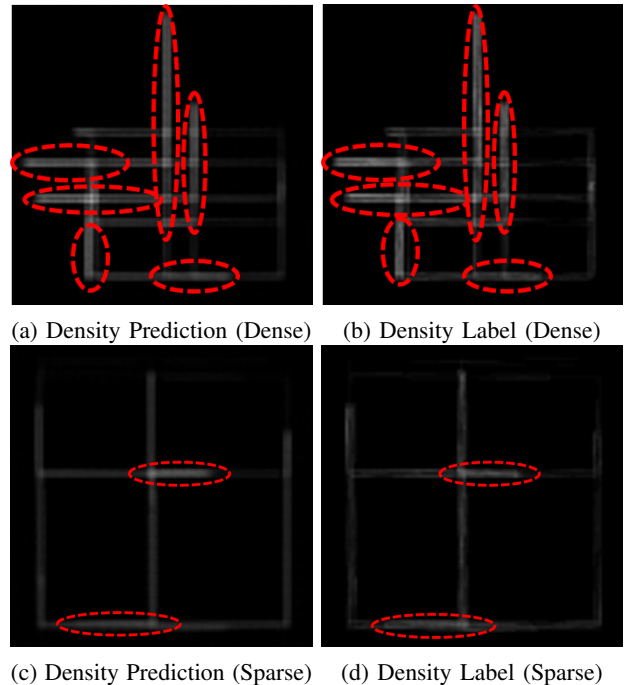 (a) Density Prediction (Dense)
(b) Density Label (Dense)
(c) Density Prediction (Sparse)
(d) Density Label (Sparse)